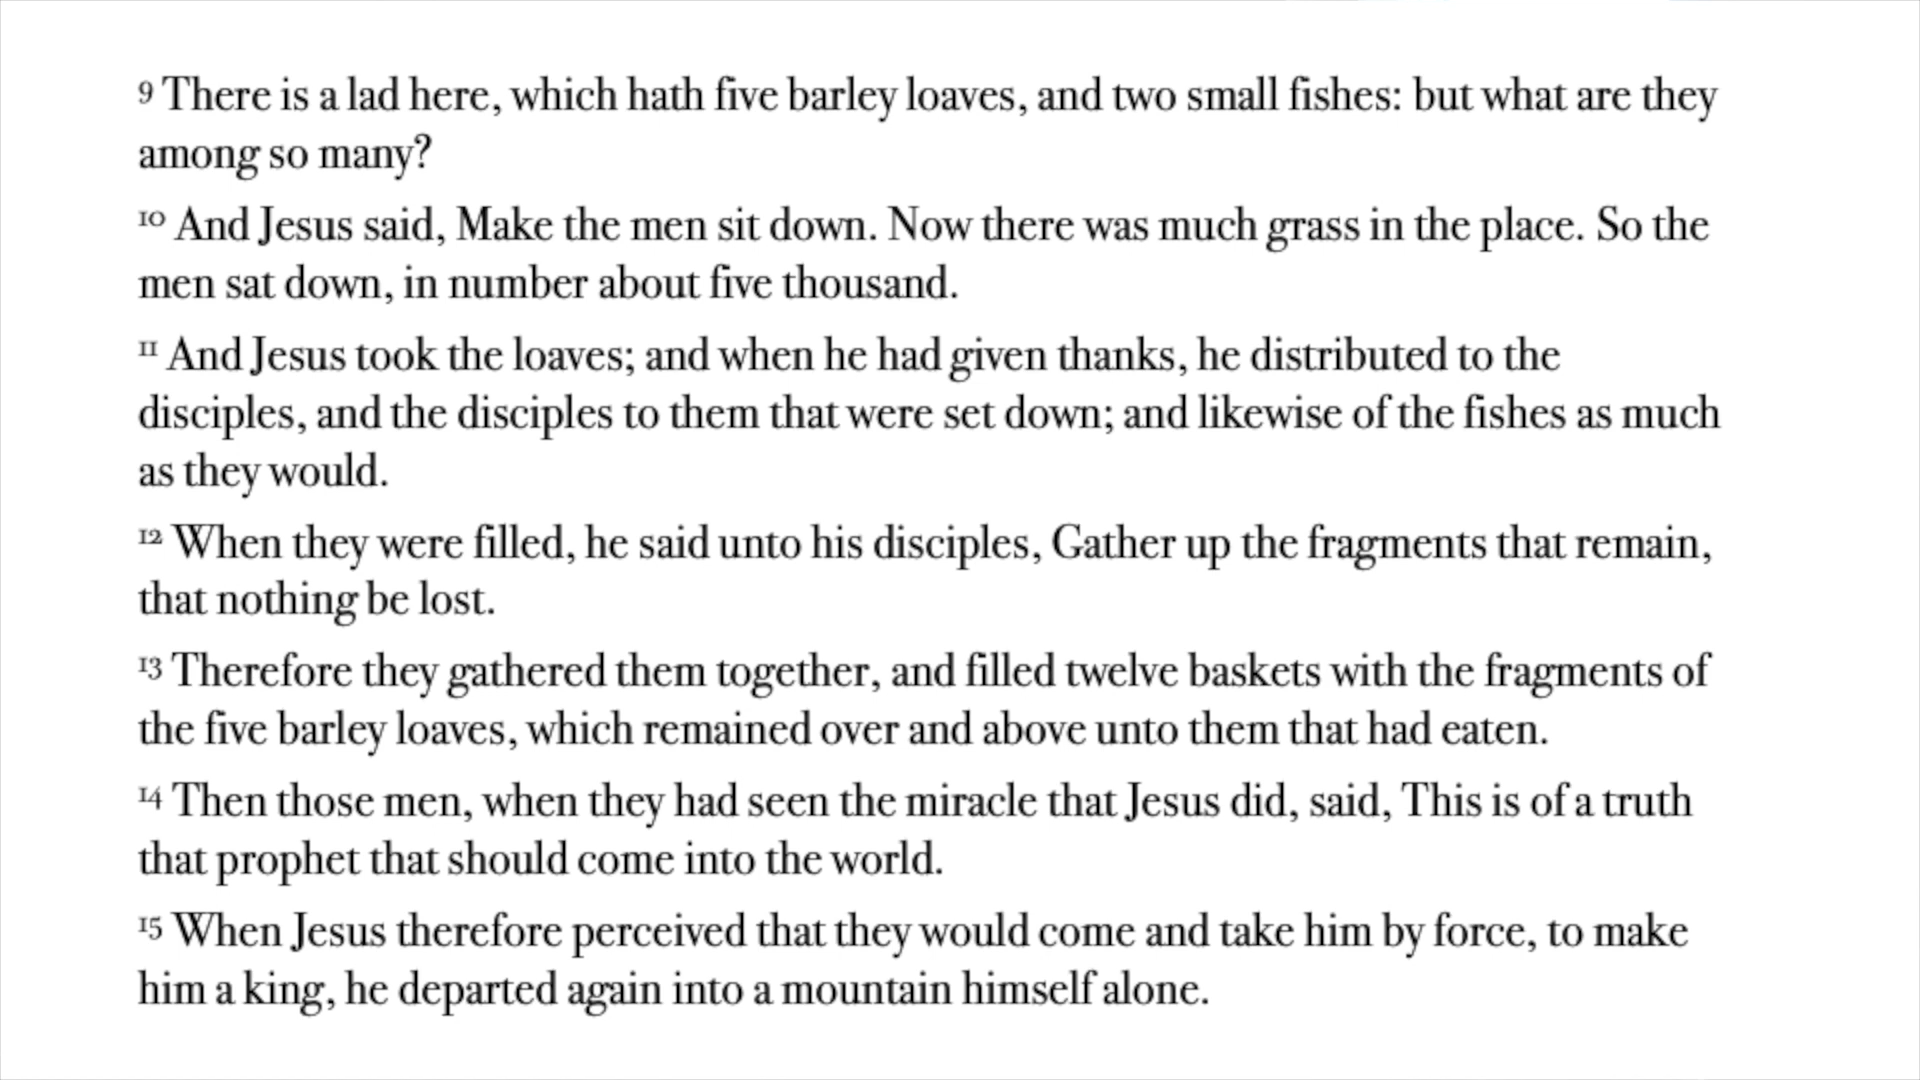 9 There is a lad here, which hath five barley loaves, and two small fishes: but what are they
among so many?
10 And Jesus said, Make the men sit down. Now there was much grass in the place. So the
men sat down, in number about five thousand.
11 And Jesus took the loaves; and when he had given thanks, he distributed to the
disciples, and the disciples to them that were set down; and likewise of the fishes as much
as they would.
12 When they were filled, he said unto his disciples, Gather up the fragments that remain,
that nothing be lost.
13 Therefore they gathered them together, and filled twelve baskets with the fragments of
the five barley loaves, which remained over and above unto them that had eaten.
14 Then those men, when they had seen the miracle that Jesus did, said, This is of a truth
that prophet that should come into the world.
15 When Jesus therefore perceived that they would come and take him by force, to make
him a king, he departed again into a mountain himself alone.